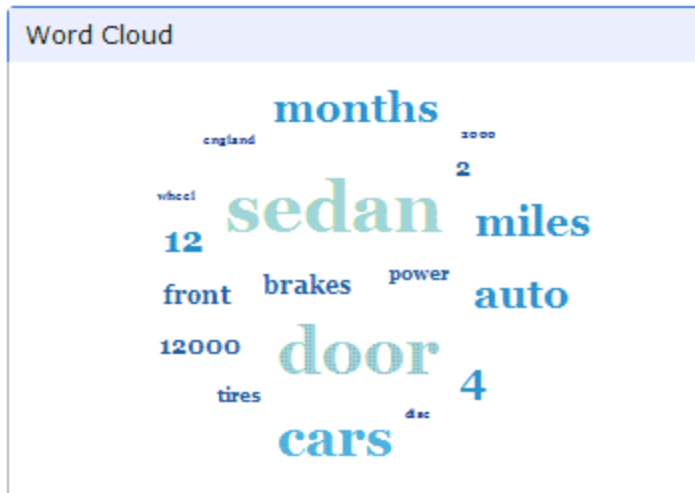 Word Cloud
months
england
2000
2
wheel
sedan
miles
12
front
brakes
power
auto
12000
door
tires
4
disc
cars